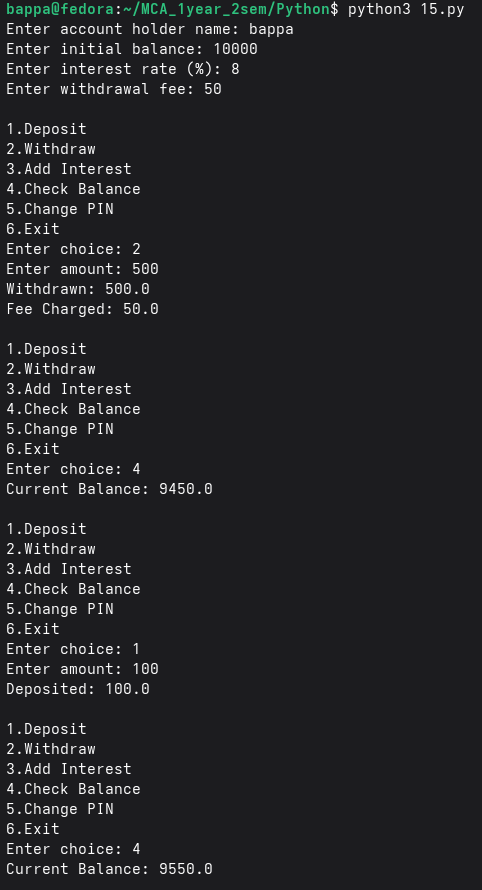 bappa@fedora:~/MCA_1year_2sem/Python$ python3 15.py
Enter account holder name: bappa
Enter initial balance: 10000
Enter interest rate (%): 8
Enter withdrawal fee: 50

1.Deposit
2.Withdraw
3.Add Interest
4.Check Balance
5.Change PIN
6.Exit
Enter choice: 2
Enter amount: 500
Withdrawn: 500.0
Fee Charged: 50.0

1.Deposit
2.Withdraw
3.Add Interest
4.Check Balance
5.Change PIN
6.Exit
Enter choice: 4
Current Balance: 9450.0

1.Deposit
2.Withdraw
3.Add Interest
4.Check Balance
5.Change PIN
6.Exit
Enter choice: 1
Enter amount: 100
Deposited: 100.0

1.Deposit
2.Withdraw
3.Add Interest
4.Check Balance
5.Change PIN
6.Exit
Enter choice: 4
Current Balance: 9550.0